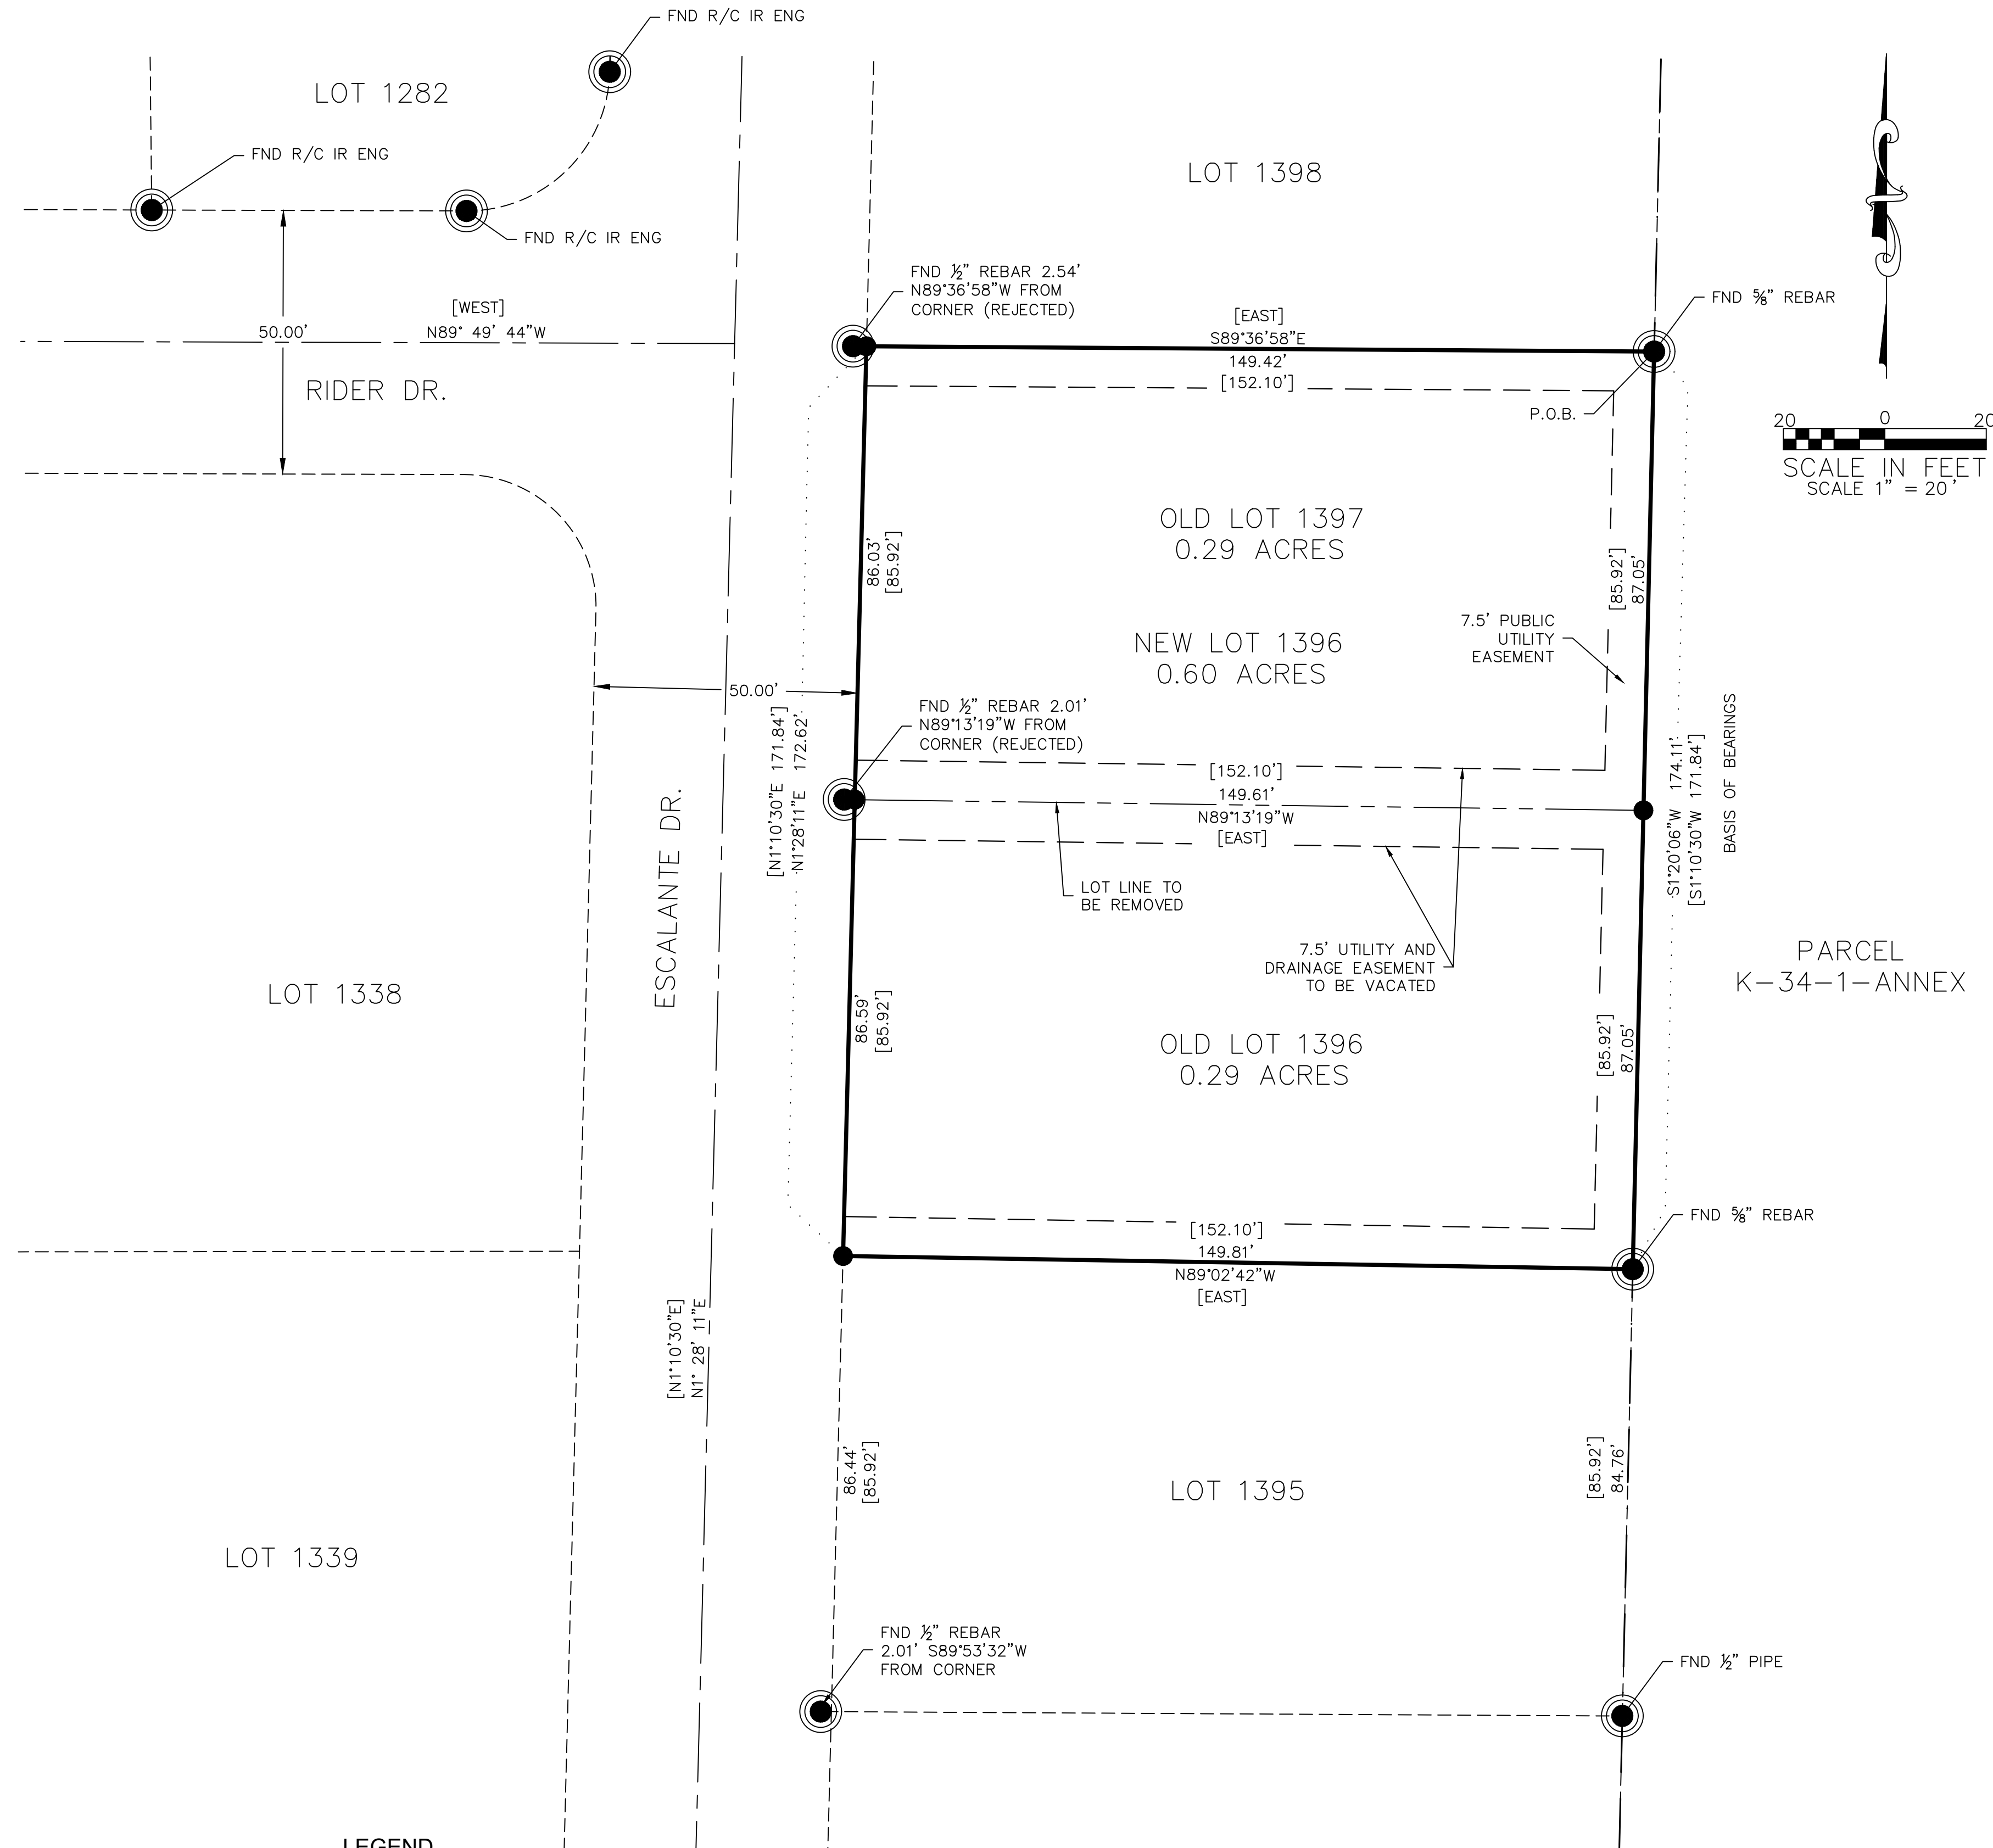 FND R/C IR ENG
LOT 1282
FND R/C IR ENG
FND R/C IR ENG
LOT 1398
FND ½" REBAR 2.54'
N89°36'58"W FROM
CORNER (REJECTED)
FND ⅝" REBAR
[WEST]
N89° 49' 44"W
50.00'
RIDER DR.
[EAST]
S89°36'58"E
149.42'
[152.10']
P.O.B.
20 0 20
SCALE IN FEET
SCALE 1" = 20'
OLD LOT 1397
0.29 ACRES
86.03'
[85.92']
[85.92']
87.05'
NEW LOT 1396
0.60 ACRES
7.5' PUBLIC
UTILITY
EASEMENT
50.00'
FND ½" REBAR 2.01'
N89°13'19"W FROM
CORNER (REJECTED)
[N1°10'30"E 171.84']
N1°28'11"E 172.62'
[152.10']
149.61'
N89°13'19"W
[EAST]
S1°20'06"W 174.11'
[S1°10'30"W 171.84']
BASIS OF BEARINGS
ESCALANTE DR.
LOT LINE TO
BE REMOVED
7.5' UTILITY AND
DRAINAGE EASEMENT
TO BE VACATED
PARCEL
K-34-1-ANNEX
LOT 1338
86.59'
[85.92']
OLD LOT 1396
0.29 ACRES
[85.92']
87.05'
FND ⅝" REBAR
[152.10']
149.81'
N89°02'42"W
[EAST]
[N1°10'30"E]
N1° 28' 11"E
86.44'
[85.92']
LOT 1395
[85.92']
84.76'
LOT 1339
FND ½" REBAR
2.01' S89°53'32"W
FROM CORNER
FND ½" PIPE
LEGEND